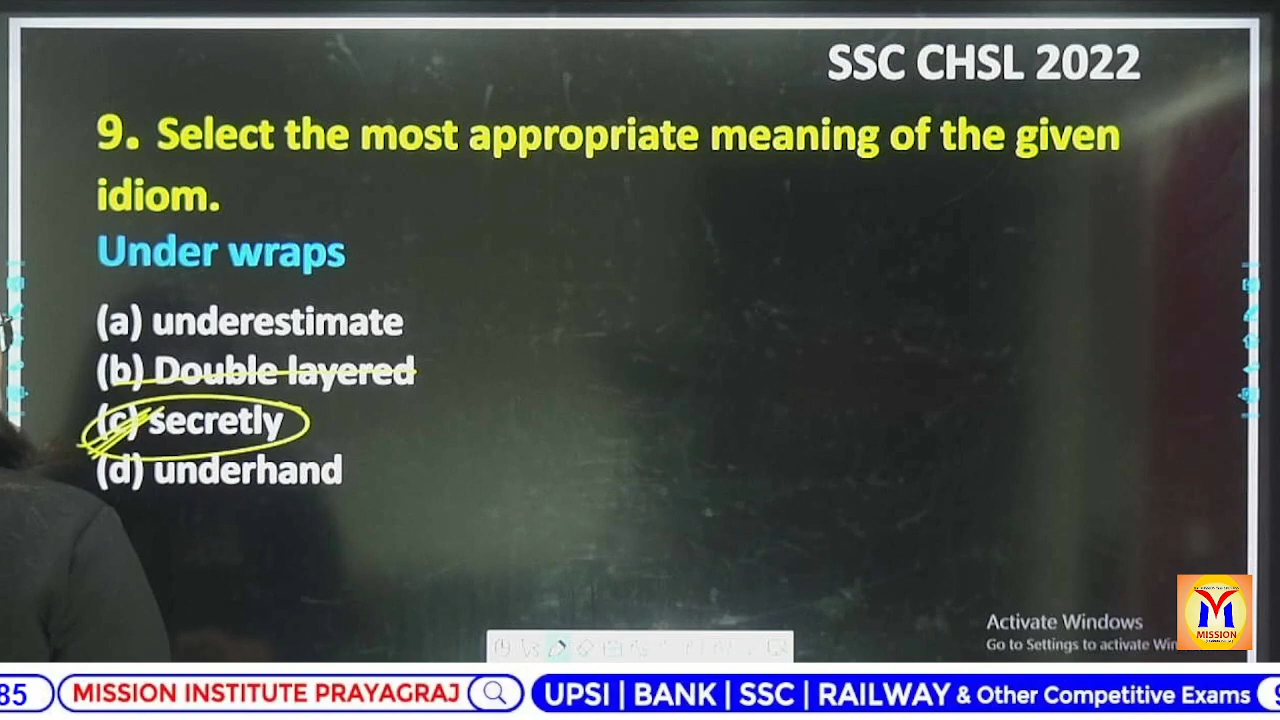 SSC CHSL 2022
9. Select the most appropriate meaning of the given
idiom.
Under wraps
(a) underestimate
(b) Double layered
(c) secretly
(d) underhand
Activate Windows
Go to Settings to activate Win
MISSION
85
MISSION INSTITUTE PRAYAGRAJ
UPSI | BANK | SSC | RAILWAY & Other Competitive Exams